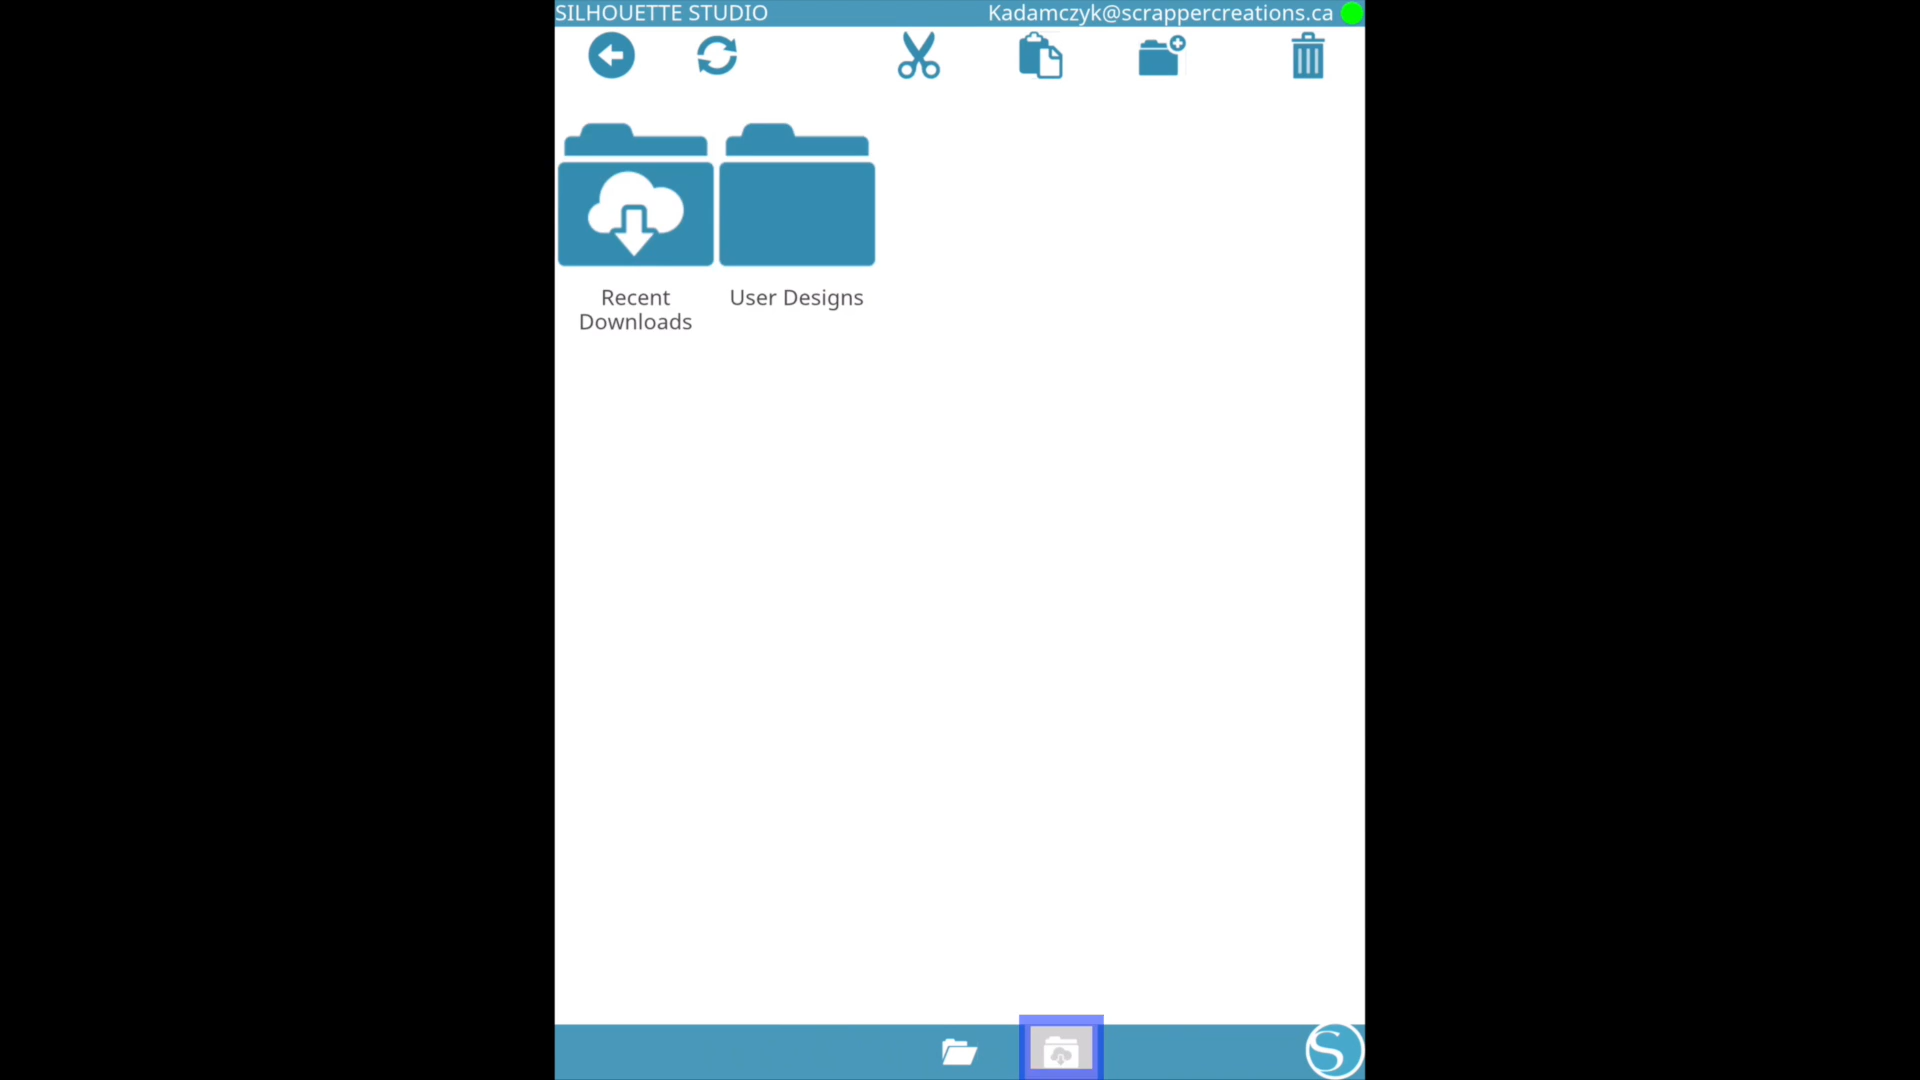 SILHOUETTE STUDIO
Kadamczyk@scrappercreations.ca
Recent
Downloads
User Designs
S